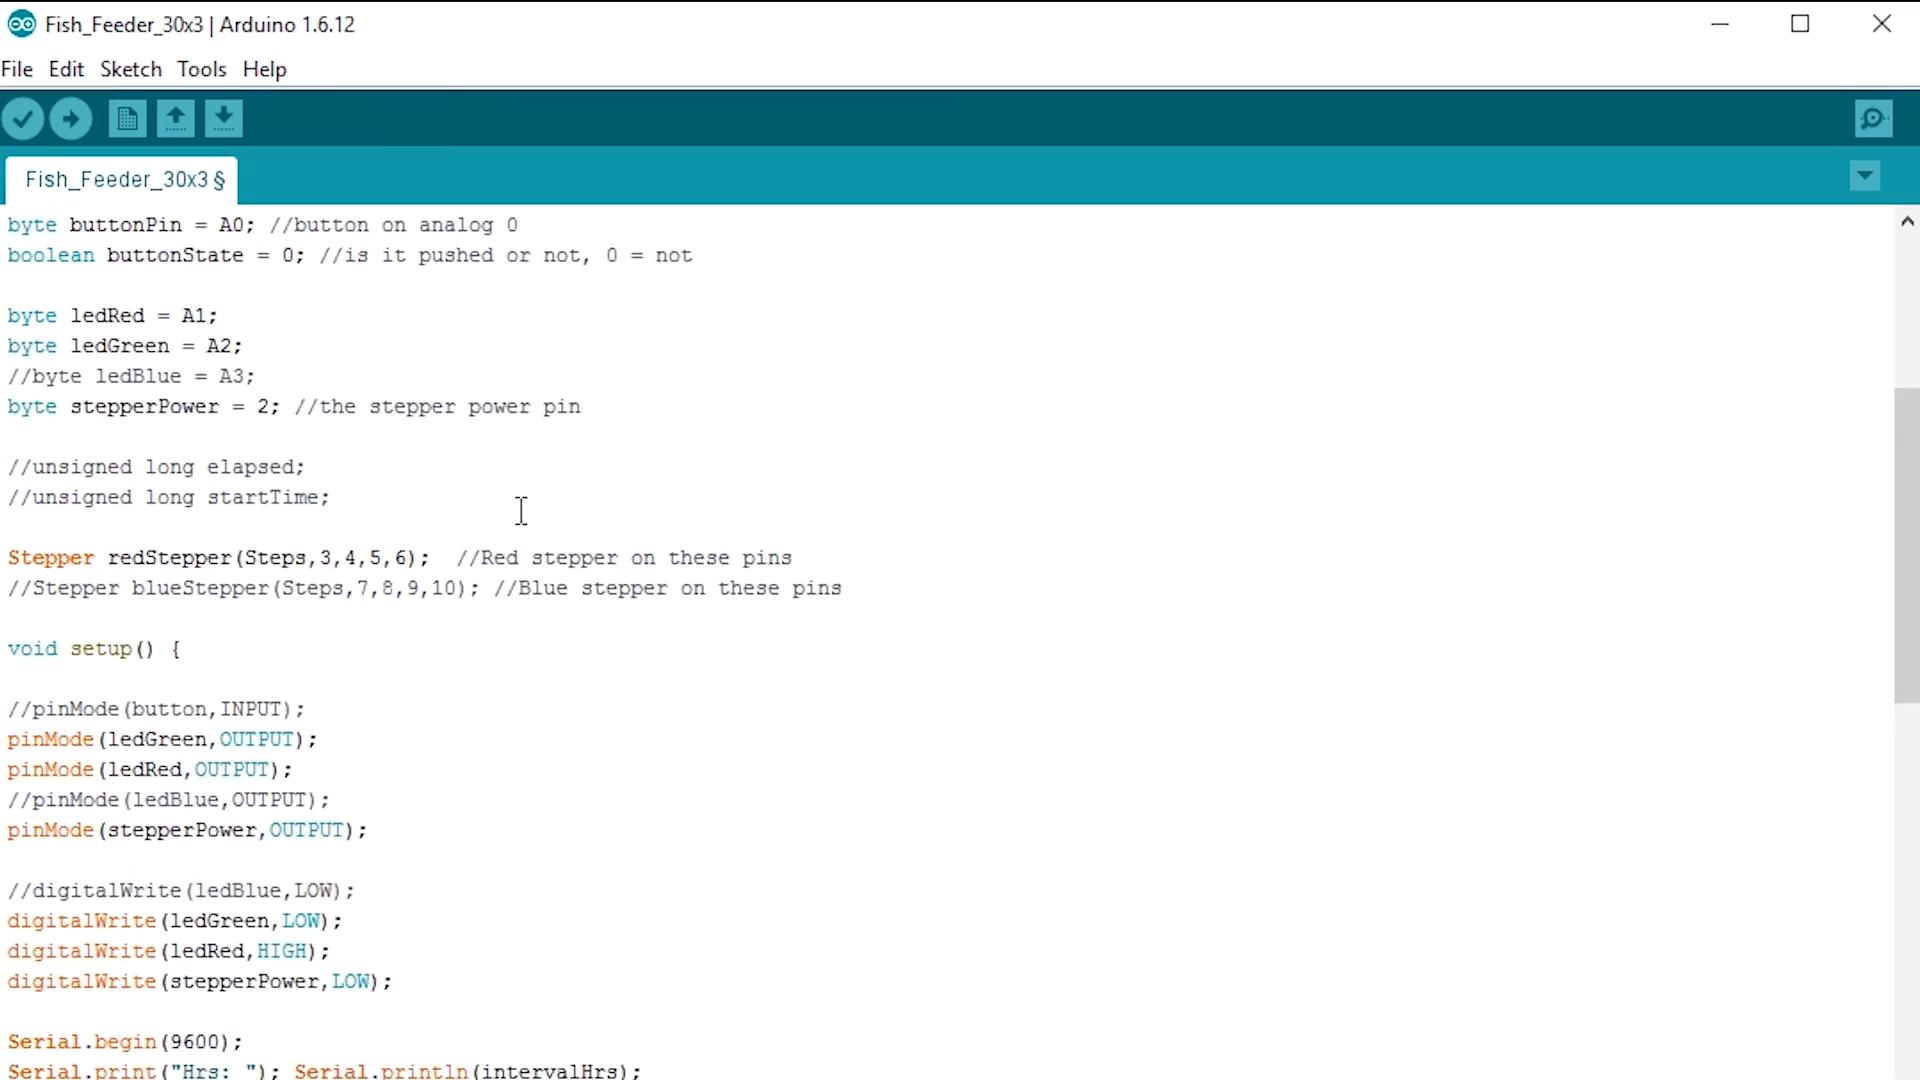 Fish_Feeder_30x3 | Arduino 1.6.12
File Edit Sketch Tools Help
Fish_Feeder_30x3 §
byte buttonPin = A0; //button on analog 0
boolean buttonState = 0; //is it pushed or not, 0 = not
byte ledRed = A1;
byte ledGreen = A2;
//byte ledBlue = A3;
byte stepperPower = 2; //the stepper power pin
//unsigned long elapsed;
//unsigned long startTime;
Stepper redStepper(Steps,3,4,5,6);  //Red stepper on these pins
//Stepper blueStepper(Steps,7,8,9,10); //Blue stepper on these pins
void setup() {
//pinMode(button,INPUT);
pinMode(ledGreen,OUTPUT);
pinMode(ledRed,OUTPUT);
//pinMode(ledBlue,OUTPUT);
pinMode(stepperPower,OUTPUT);
//digitalWrite(ledBlue,LOW);
digitalWrite(ledGreen,LOW);
digitalWrite(ledRed,HIGH);
digitalWrite(stepperPower,LOW);
Serial.begin(9600);
Serial.print("Hrs: "); Serial.println(intervalHrs);